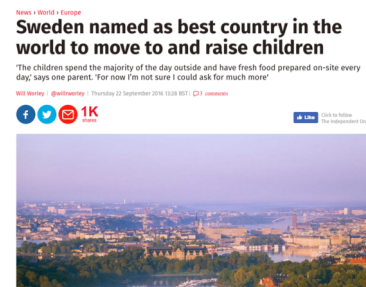 News › World › Europe
Sweden named as best country in the
world to move to and raise children
'The children spend the majority of the day outside and have fresh food prepared on-site every
day,' says one parent. 'For now I'm not sure I could ask for much more'
Will Worley | @willrworley | Thursday 22 September 2016 13:28 BST |
1K
shares
Like
Click to follow
The Independent On